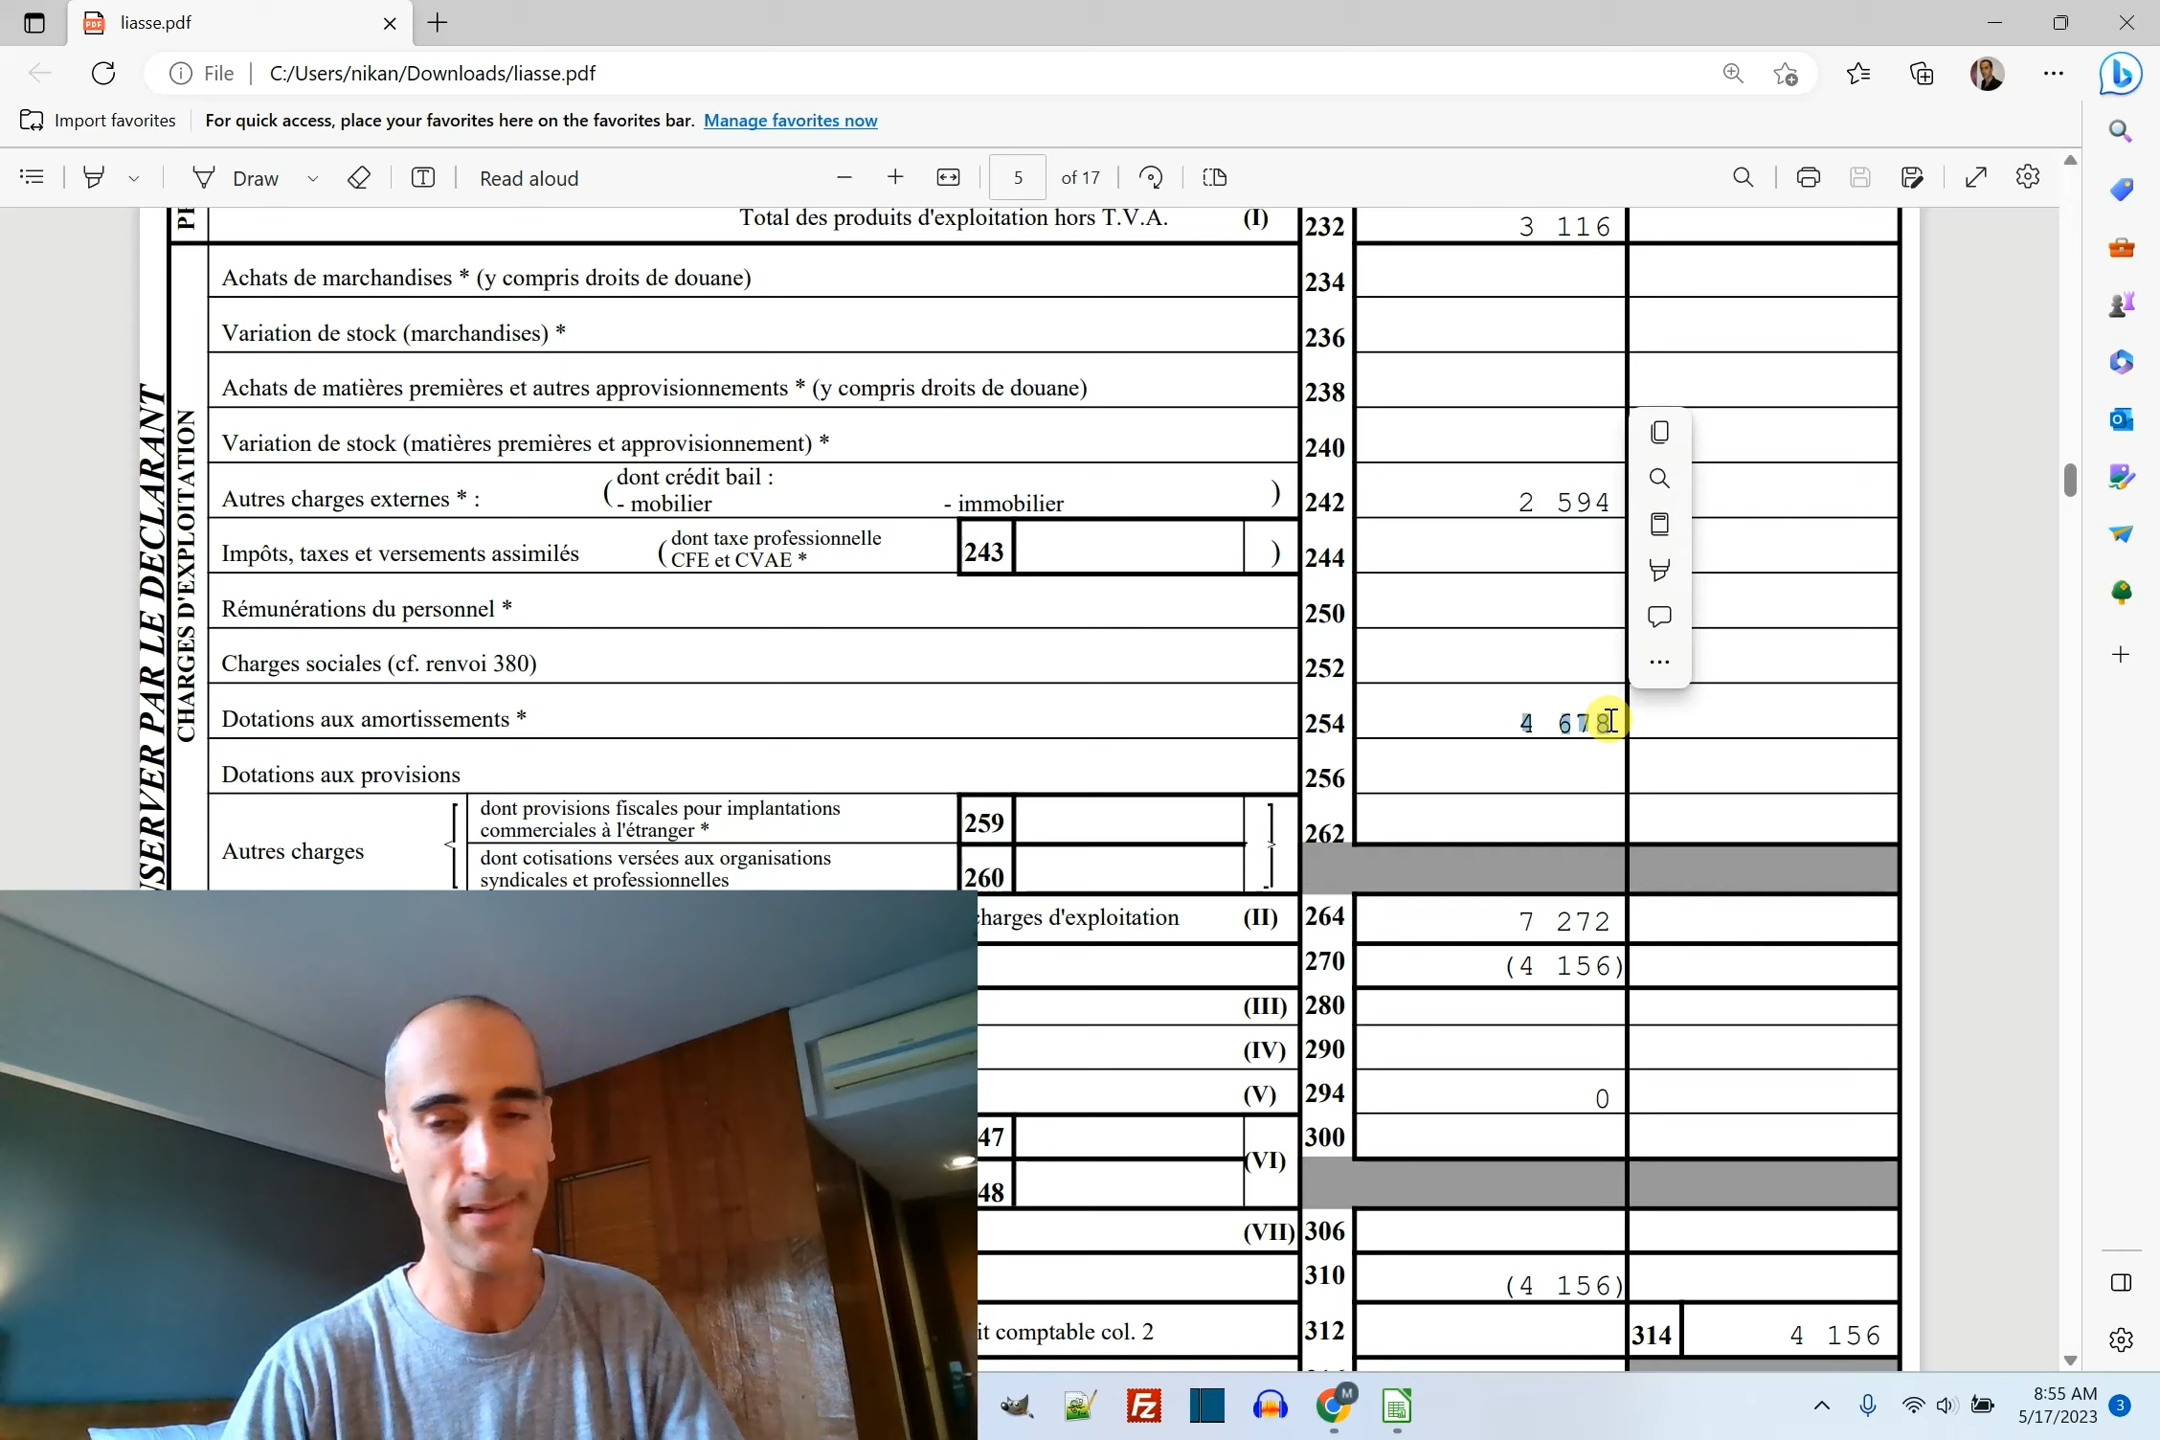 liasse.pdf
File C:/Users/nikan/Downloads/liasse.pdf
Import favorites For quick access, place your favorites here on the favorites bar. Manage favorites now
Draw Read aloud 5 of 17
Total des produits d'exploitation hors T.V.A. (I) 232 3 116
CHARGES D'EXPLOITATION
PAR LE DECLARANT
Achats de marchandises * (y compris droits de douane) 234
Variation de stock (marchandises) * 236
Achats de matières premières et autres approvisionnements * (y compris droits de douane) 238
Variation de stock (matières premières et approvisionnement) * 240
Autres charges externes * : ( dont crédit bail :
- mobilier - immobilier ) 242 2 594
Impôts, taxes et versements assimilés ( dont taxe professionnelle
CFE et CVAE * 243 ) 244
Rémunérations du personnel * 250
Charges sociales (cf. renvoi 380) 252
Dotations aux amortissements * 254 4 678
Dotations aux provisions 256
Autres charges
dont provisions fiscales pour implantations
commerciales à l'étranger * 259 262
dont cotisations versées aux organisations
syndicales et professionnelles 260
charges d'exploitation (II) 264 7 272
270 (4 156)
(III) 280
(IV) 290
(V) 294 0
47 300
(VI)
48
(VII) 306
310 (4 156)
it comptable col. 2 312 314 4 156
M
8:55 AM
5/17/2023 3